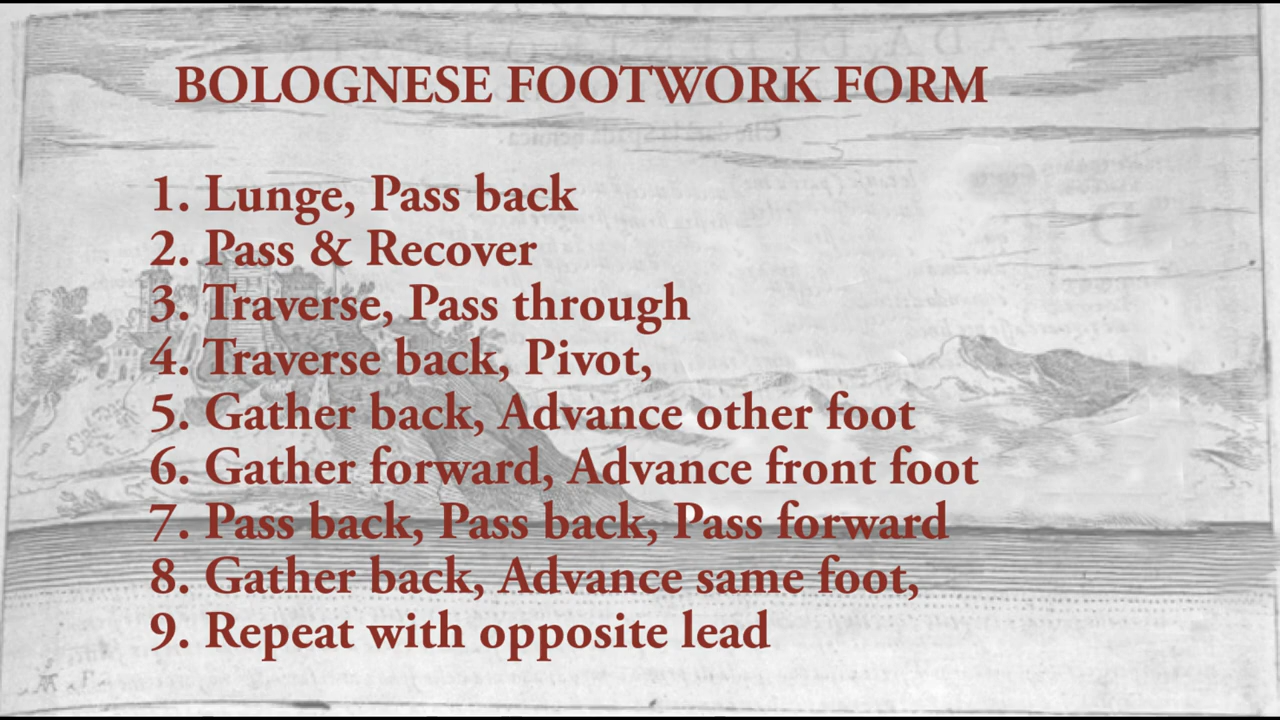 BOLOGNESE FOOTWORK FORM
1. Lunge, Pass back
2. Pass & Recover
3. Traverse, Pass through
4. Traverse back, Pivot,
5. Gather back, Advance other foot
6. Gather forward, Advance front foot
7. Pass back, Pass back, Pass forward
8. Gather back, Advance same foot,
9. Repeat with opposite lead